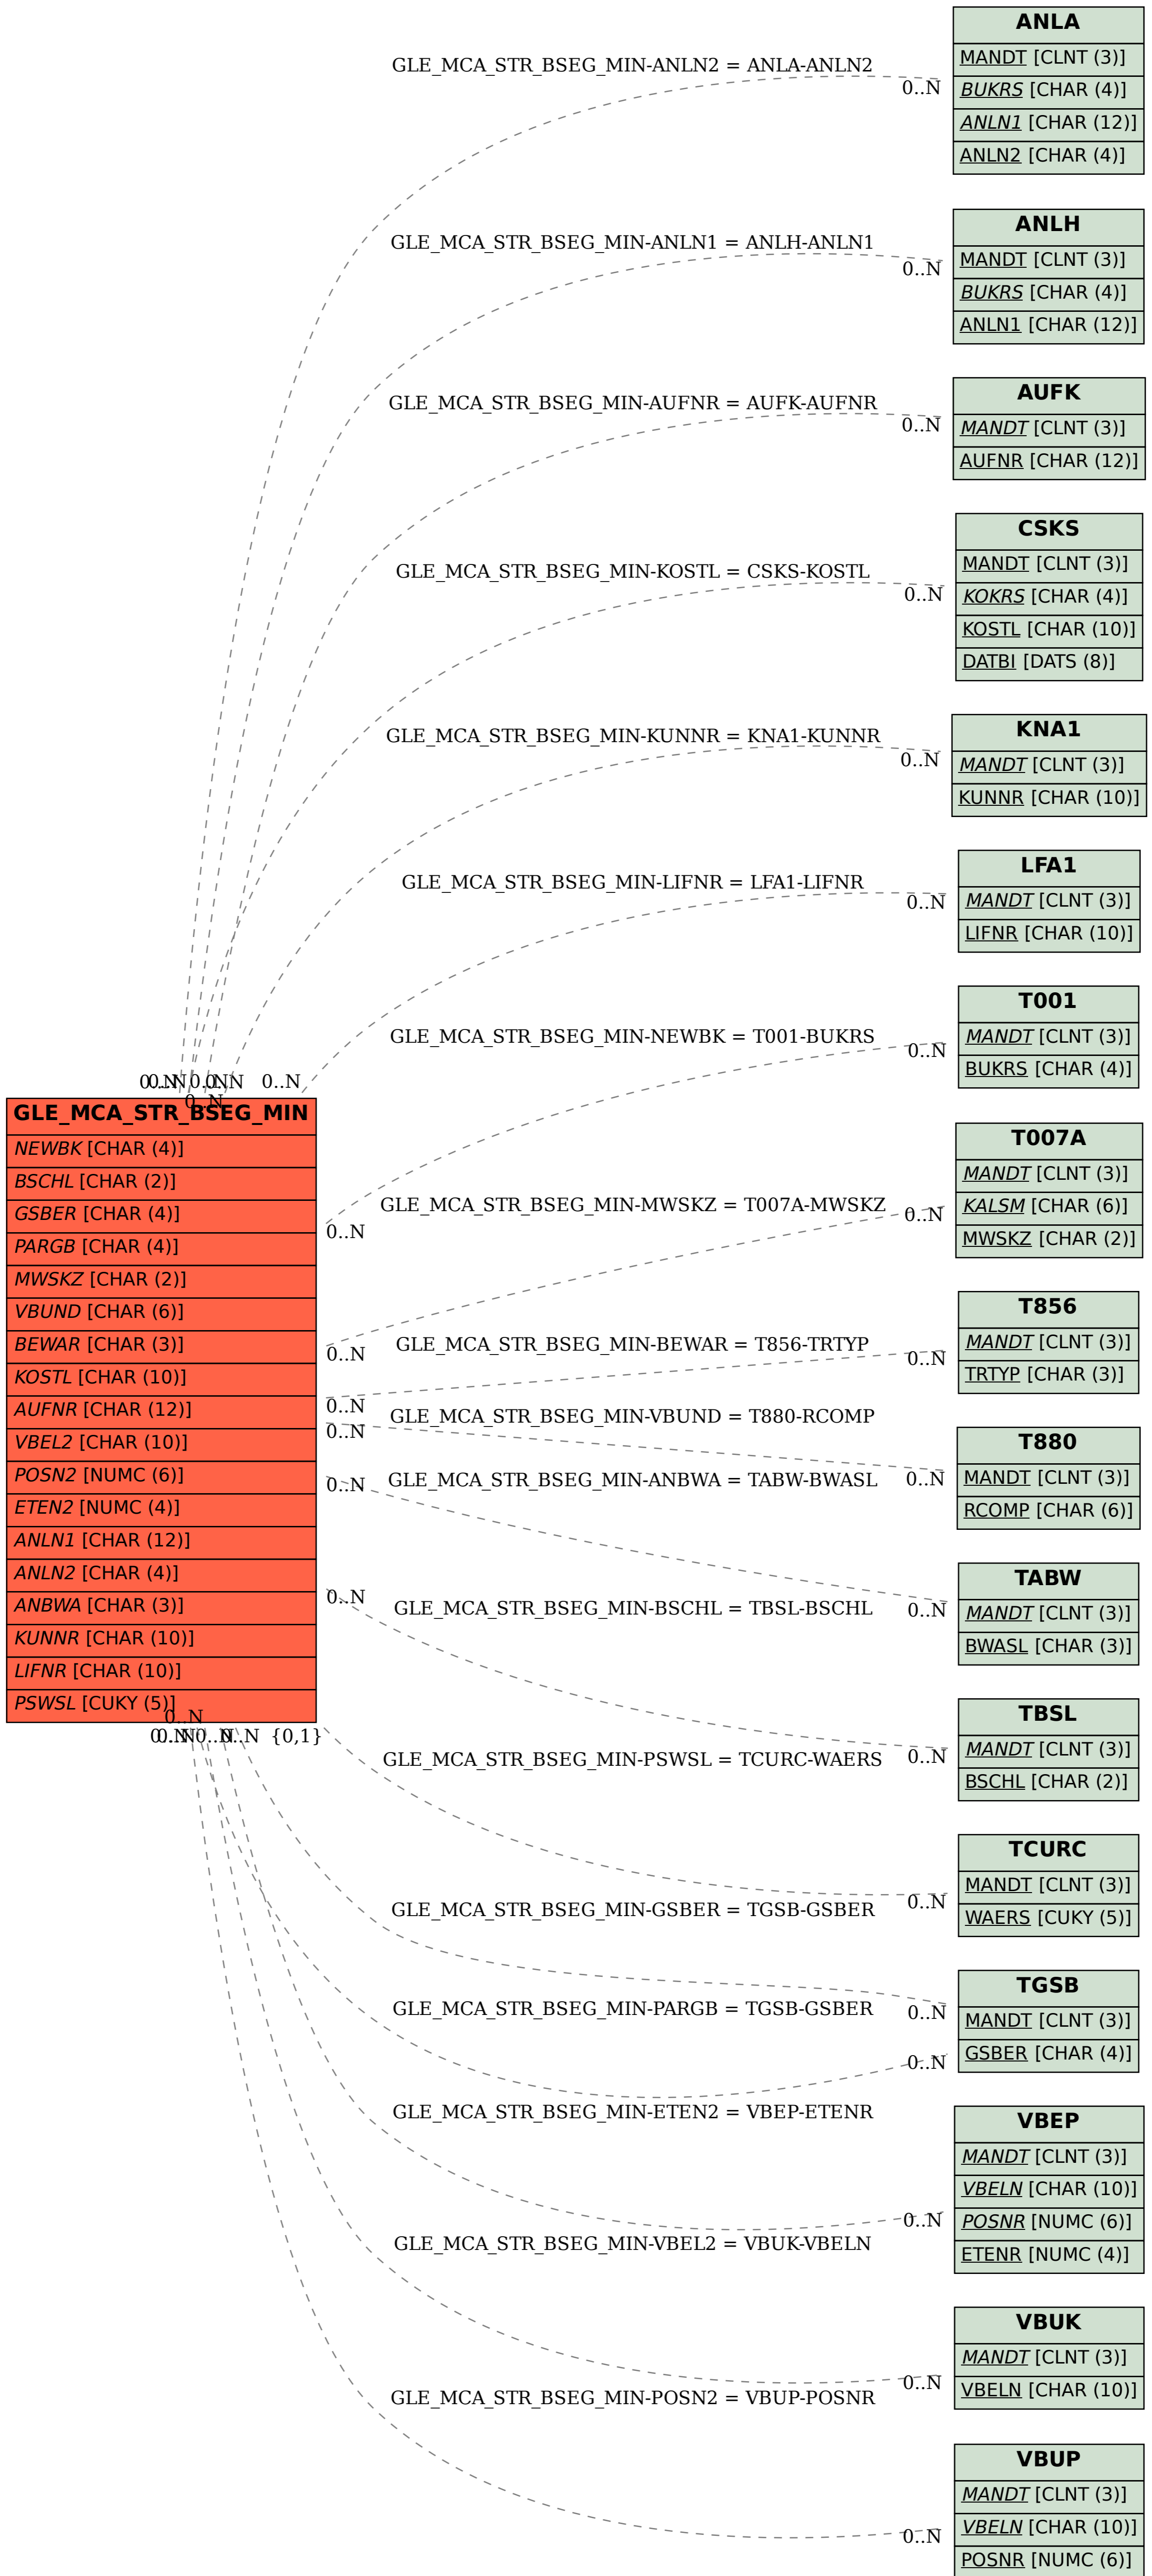 ANLA
MANDT [CLNT (3)]
BUKRS [CHAR (4)]
ANLN1 [CHAR (12)]
ANLN2 [CHAR (4)]
GLE_MCA_STR_BSEG_MIN-ANLN2 = ANLA-ANLN2
0..N
ANLH
MANDT [CLNT (3)]
BUKRS [CHAR (4)]
ANLN1 [CHAR (12)]
GLE_MCA_STR_BSEG_MIN-ANLN1 = ANLH-ANLN1
0..N
AUFK
MANDT [CLNT (3)]
AUFNR [CHAR (12)]
GLE_MCA_STR_BSEG_MIN-AUFNR = AUFK-AUFNR
0..N
CSKS
MANDT [CLNT (3)]
KOKRS [CHAR (4)]
KOSTL [CHAR (10)]
DATBI [DATS (8)]
GLE_MCA_STR_BSEG_MIN-KOSTL = CSKS-KOSTL
0..N
KNA1
MANDT [CLNT (3)]
KUNNR [CHAR (10)]
GLE_MCA_STR_BSEG_MIN-KUNNR = KNA1-KUNNR
0..N
LFA1
MANDT [CLNT (3)]
LIFNR [CHAR (10)]
GLE_MCA_STR_BSEG_MIN-LIFNR = LFA1-LIFNR
0..N
T001
MANDT [CLNT (3)]
BUKRS [CHAR (4)]
GLE_MCA_STR_BSEG_MIN-NEWBK = T001-BUKRS
0..N
0..N
0..N
0..N
0..N
0..N
0..N
GLE_MCA_STR_BSEG_MIN
NEWBK [CHAR (4)]
BSCHL [CHAR (2)]
GSBER [CHAR (4)]
PARGB [CHAR (4)]
MWSKZ [CHAR (2)]
VBUND [CHAR (6)]
BEWAR [CHAR (3)]
KOSTL [CHAR (10)]
AUFNR [CHAR (12)]
VBEL2 [CHAR (10)]
POSN2 [NUMC (6)]
ETEN2 [NUMC (4)]
ANLN1 [CHAR (12)]
ANLN2 [CHAR (4)]
ANBWA [CHAR (3)]
KUNNR [CHAR (10)]
LIFNR [CHAR (10)]
PSWSL [CUKY (5)]
0..N
0..N
0..N
0..N
0..N
0..N
0..N
0..N
0..N
0..N
0..N
{0,1}
T007A
MANDT [CLNT (3)]
KALSM [CHAR (6)]
MWSKZ [CHAR (2)]
GLE_MCA_STR_BSEG_MIN-MWSKZ = T007A-MWSKZ
0..N
T856
MANDT [CLNT (3)]
TRTYP [CHAR (3)]
GLE_MCA_STR_BSEG_MIN-BEWAR = T856-TRTYP
0..N
T880
MANDT [CLNT (3)]
RCOMP [CHAR (6)]
GLE_MCA_STR_BSEG_MIN-VBUND = T880-RCOMP
0..N
GLE_MCA_STR_BSEG_MIN-ANBWA = TABW-BWASL
TABW
MANDT [CLNT (3)]
BWASL [CHAR (3)]
0..N
GLE_MCA_STR_BSEG_MIN-BSCHL = TBSL-BSCHL
TBSL
MANDT [CLNT (3)]
BSCHL [CHAR (2)]
0..N
GLE_MCA_STR_BSEG_MIN-PSWSL = TCURC-WAERS
TCURC
MANDT [CLNT (3)]
WAERS [CUKY (5)]
0..N
GLE_MCA_STR_BSEG_MIN-GSBER = TGSB-GSBER
TGSB
MANDT [CLNT (3)]
GSBER [CHAR (4)]
0..N
GLE_MCA_STR_BSEG_MIN-PARGB = TGSB-GSBER
0..N
GLE_MCA_STR_BSEG_MIN-ETEN2 = VBEP-ETENR
VBEP
MANDT [CLNT (3)]
VBELN [CHAR (10)]
POSNR [NUMC (6)]
ETENR [NUMC (4)]
0..N
GLE_MCA_STR_BSEG_MIN-VBEL2 = VBUK-VBELN
VBUK
MANDT [CLNT (3)]
VBELN [CHAR (10)]
0..N
GLE_MCA_STR_BSEG_MIN-POSN2 = VBUP-POSNR
VBUP
MANDT [CLNT (3)]
VBELN [CHAR (10)]
POSNR [NUMC (6)]
0..N